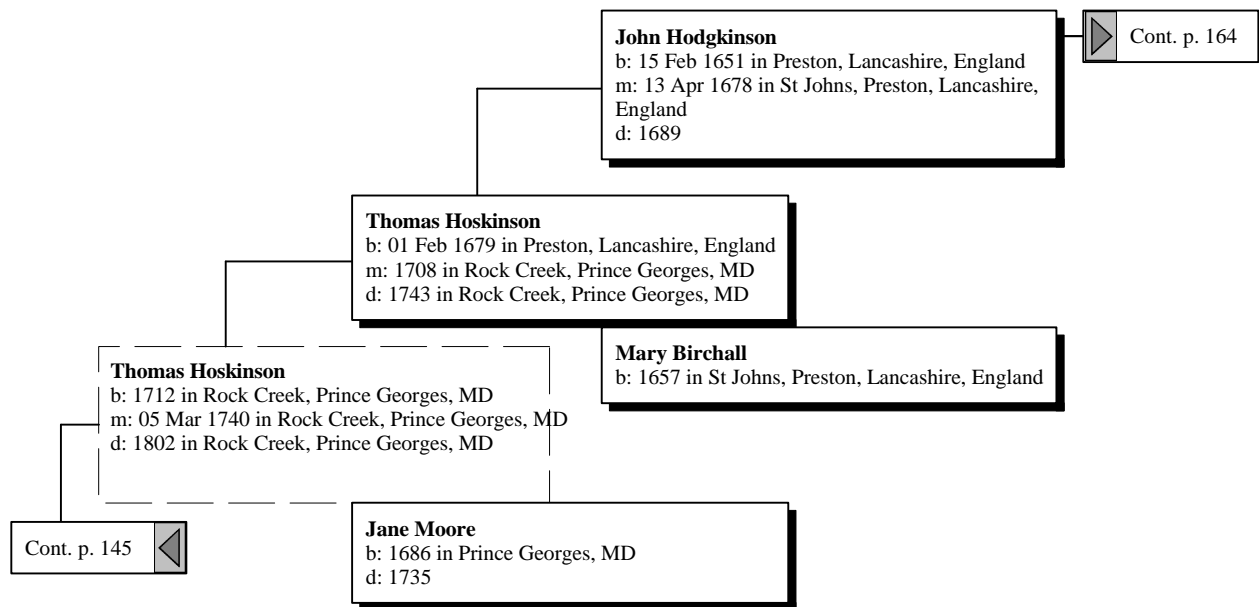 John Hodgkinson
b: 15 Feb 1651 in Preston, Lancashire, England
m: 13 Apr 1678 in St Johns, Preston, Lancashire,
England
d: 1689
Cont. p. 164
Thomas Hoskinson
b: 01 Feb 1679 in Preston, Lancashire, England
m: 1708 in Rock Creek, Prince Georges, MD
d: 1743 in Rock Creek, Prince Georges, MD
Mary Birchall
b: 1657 in St Johns, Preston, Lancashire, England
Thomas Hoskinson
b: 1712 in Rock Creek, Prince Georges, MD
m: 05 Mar 1740 in Rock Creek, Prince Georges, MD
d: 1802 in Rock Creek, Prince Georges, MD
Cont. p. 145
Jane Moore
b: 1686 in Prince Georges, MD
d: 1735